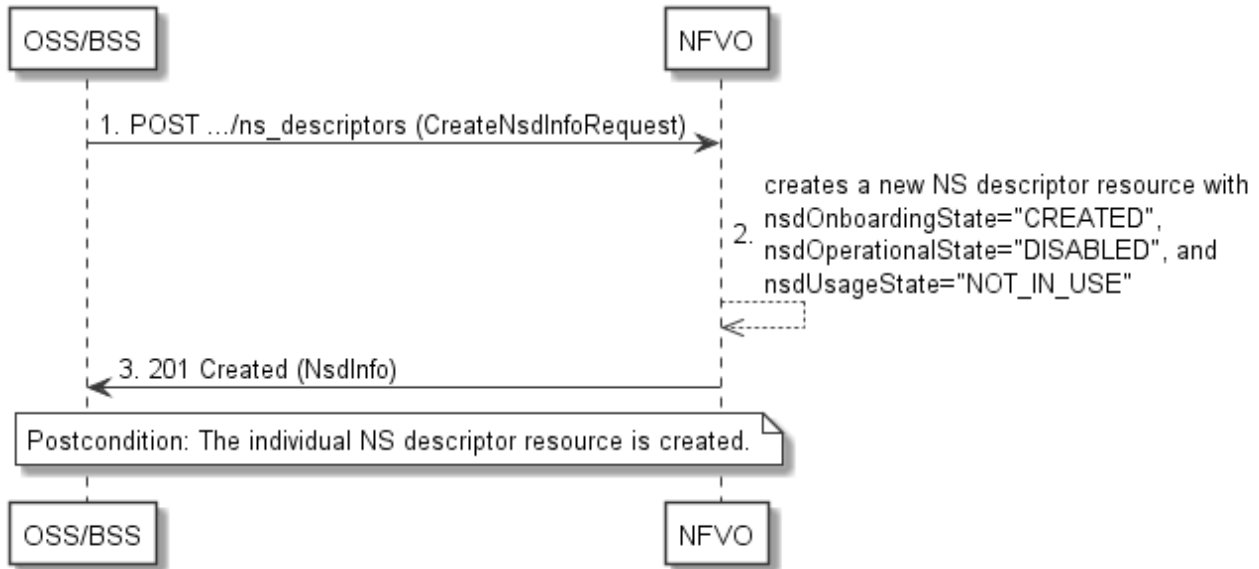 OSS/BSS
NFVO
1. POST .../ns_descriptors (CreateNsdInfoRequest)
creates a new NS descriptor resource with
nsdOnboardingState="CREATED",
2.
nsdOperationalState="DISABLED", and
nsdUsageState="NOT_IN_USE"
3. 201 Created (NsdInfo)
Postcondition: The individual NS descriptor resource is created.
OSS/BSS
NFVO